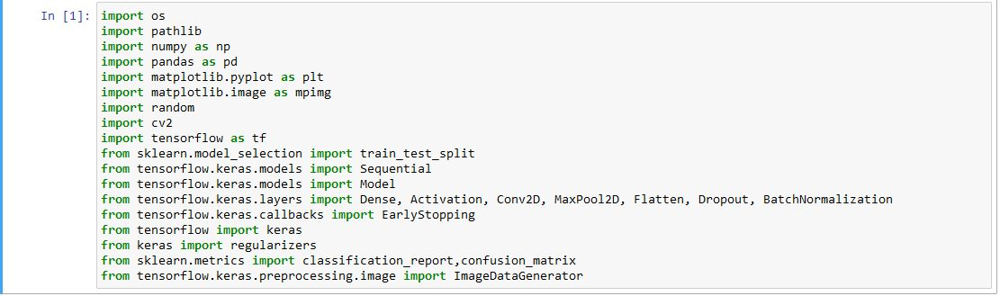 In [1]: import os
import pathlib
import numpy as np
import pandas as pd
import matplotlib.pyplot as plt
import matplotlib.image as mpimg
import random
import cv2
import tensorflow as tf
from sklearn.model_selection import train_test_split
from tensorflow.keras.models import Sequential
from tensorflow.keras.models import Model
from tensorflow.keras.layers import Dense, Activation, Conv2D, MaxPool2D, Flatten, Dropout, BatchNormalization
from tensorflow.keras.callbacks import EarlyStopping
from tensorflow import keras
from keras import regularizers
from sklearn.metrics import classification_report,confusion_matrix
from tensorflow.keras.preprocessing.image import ImageDataGenerator